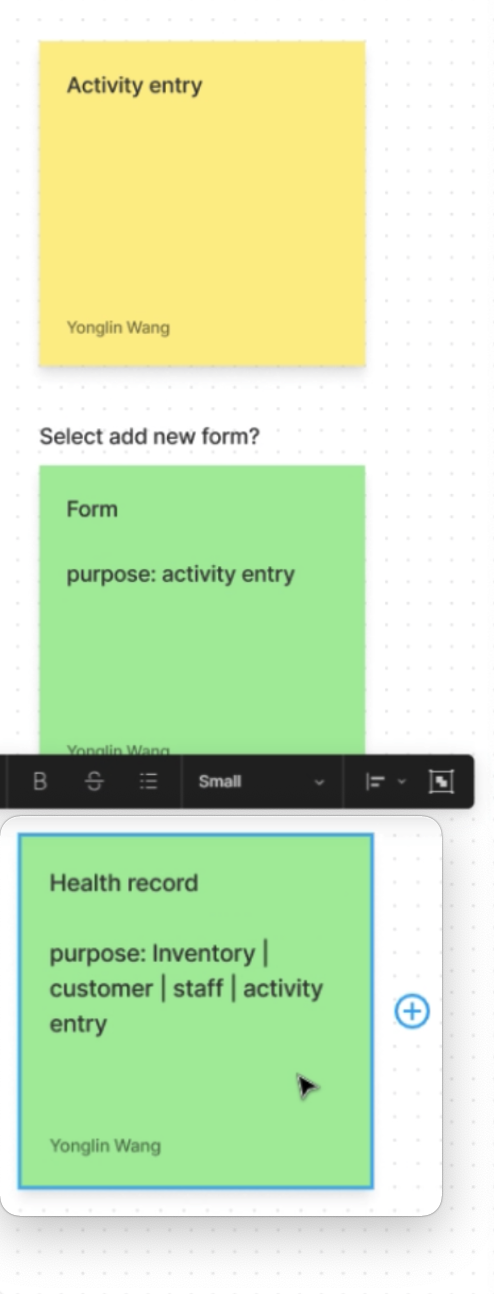 Activity entry
Yonglin Wang
Select add new form?
Form
purpose: activity entry
Yonglin Wang
B S Small
Health record
purpose: Inventory |
customer | staff | activity
entry
Yonglin Wang